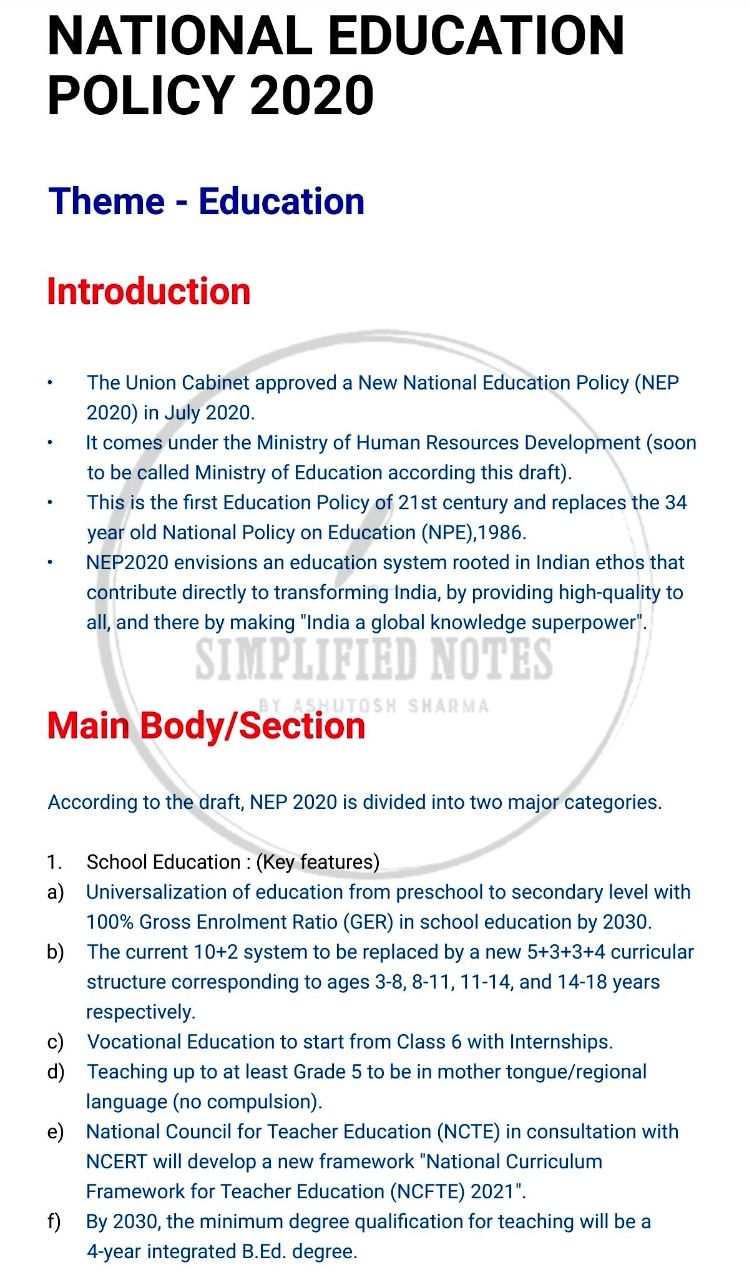 NATIONAL EDUCATION
POLICY 2020
Theme - Education
Introduction
• The Union Cabinet approved a New National Education Policy (NEP
2020) in July 2020.
• It comes under the Ministry of Human Resources Development (soon
to be called Ministry of Education according this draft).
• This is the first Education Policy of 21st century and replaces the 34
year old National Policy on Education (NPE),1986.
• NEP2020 envisions an education system rooted in Indian ethos that
contribute directly to transforming India, by providing high-quality to
all, and there by making "India a global knowledge superpower".
SIMPLIFIED NOTES
BY ASHUTOSH SHARMA
Main Body/Section
According to the draft, NEP 2020 is divided into two major categories.
1. School Education : (Key features)
a) Universalization of education from preschool to secondary level with
100% Gross Enrolment Ratio (GER) in school education by 2030.
b) The current 10+2 system to be replaced by a new 5+3+3+4 curricular
structure corresponding to ages 3-8, 8-11, 11-14, and 14-18 years
respectively.
c) Vocational Education to start from Class 6 with Internships.
d) Teaching up to at least Grade 5 to be in mother tongue/regional
language (no compulsion).
e) National Council for Teacher Education (NCTE) in consultation with
NCERT will develop a new framework "National Curriculum
Framework for Teacher Education (NCFTE) 2021".
f) By 2030, the minimum degree qualification for teaching will be a
4-year integrated B.Ed. degree.